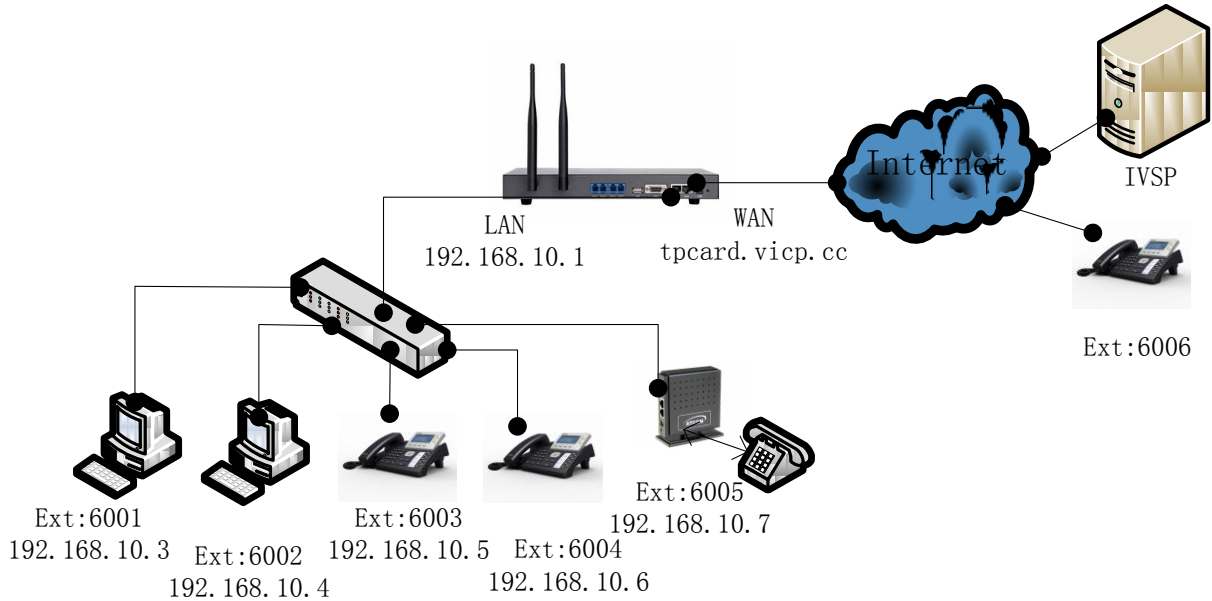 Internet
IVSP
LAN
192.168.10.1
WAN
tpcard.vicp.cc
Ext:6006
Ext:6001
192.168.10.3
Ext:6002
192.168.10.4
Ext:6003
192.168.10.5
Ext:6004
192.168.10.6
Ext:6005
192.168.10.7